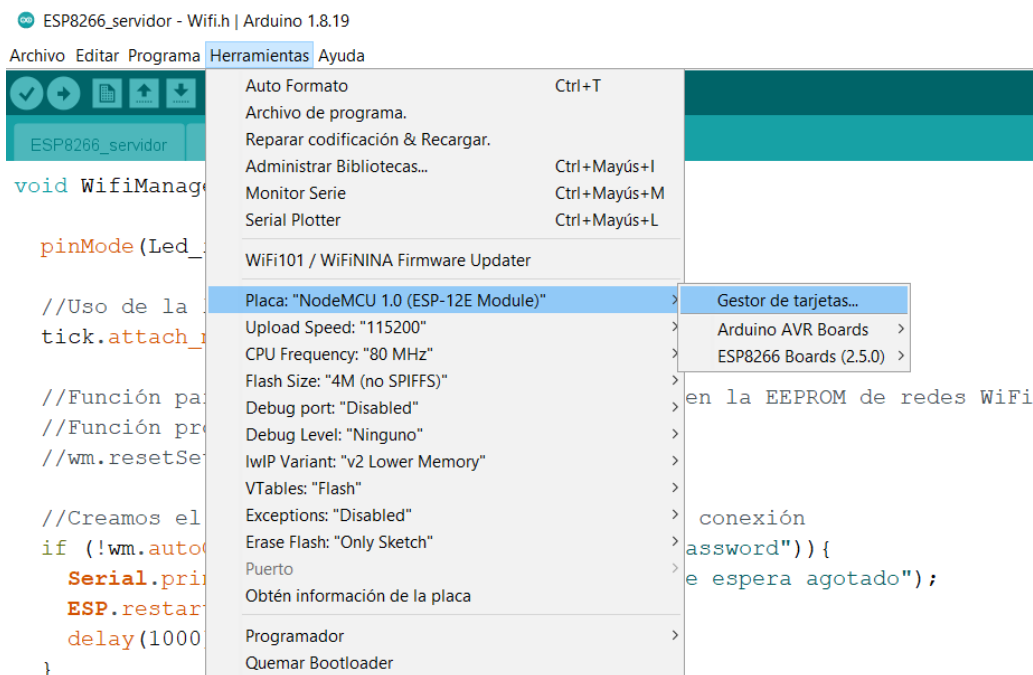 ESP8266_servidor - Wifi.h | Arduino 1.8.19
Archivo Editar Programa Herramientas Ayuda
ESP8266_servidor
Auto Formato Ctrl+T
Archivo de programa.
Reparar codificación & Recargar.
Administrar Bibliotecas... Ctrl+Mayús+I
Monitor Serie Ctrl+Mayús+M
Serial Plotter Ctrl+Mayús+L
WiFi101 / WiFiNINA Firmware Updater
Placa: "NodeMCU 1.0 (ESP-12E Module)"
Upload Speed: "115200"
CPU Frequency: "80 MHz"
Flash Size: "4M (no SPIFFS)"
Debug port: "Disabled"
Debug Level: "Ninguno"
IwIP Variant: "v2 Lower Memory"
VTables: "Flash"
Exceptions: "Disabled"
Erase Flash: "Only Sketch"
Puerto
Obtén información de la placa
Programador
Quemar Bootloader
Gestor de tarjetas...
Arduino AVR Boards
ESP8266 Boards (2.5.0)
void WifiManage
pinMode(Led_
//Uso de la
tick.attach_
//Función pa en la EEPROM de redes WiFi
//Función pro
//wm.resetSe
//Creamos el conexión
if (!wm.auto assword")){
Serial.pri e espera agotado");
ESP.restar
delay(1000
}